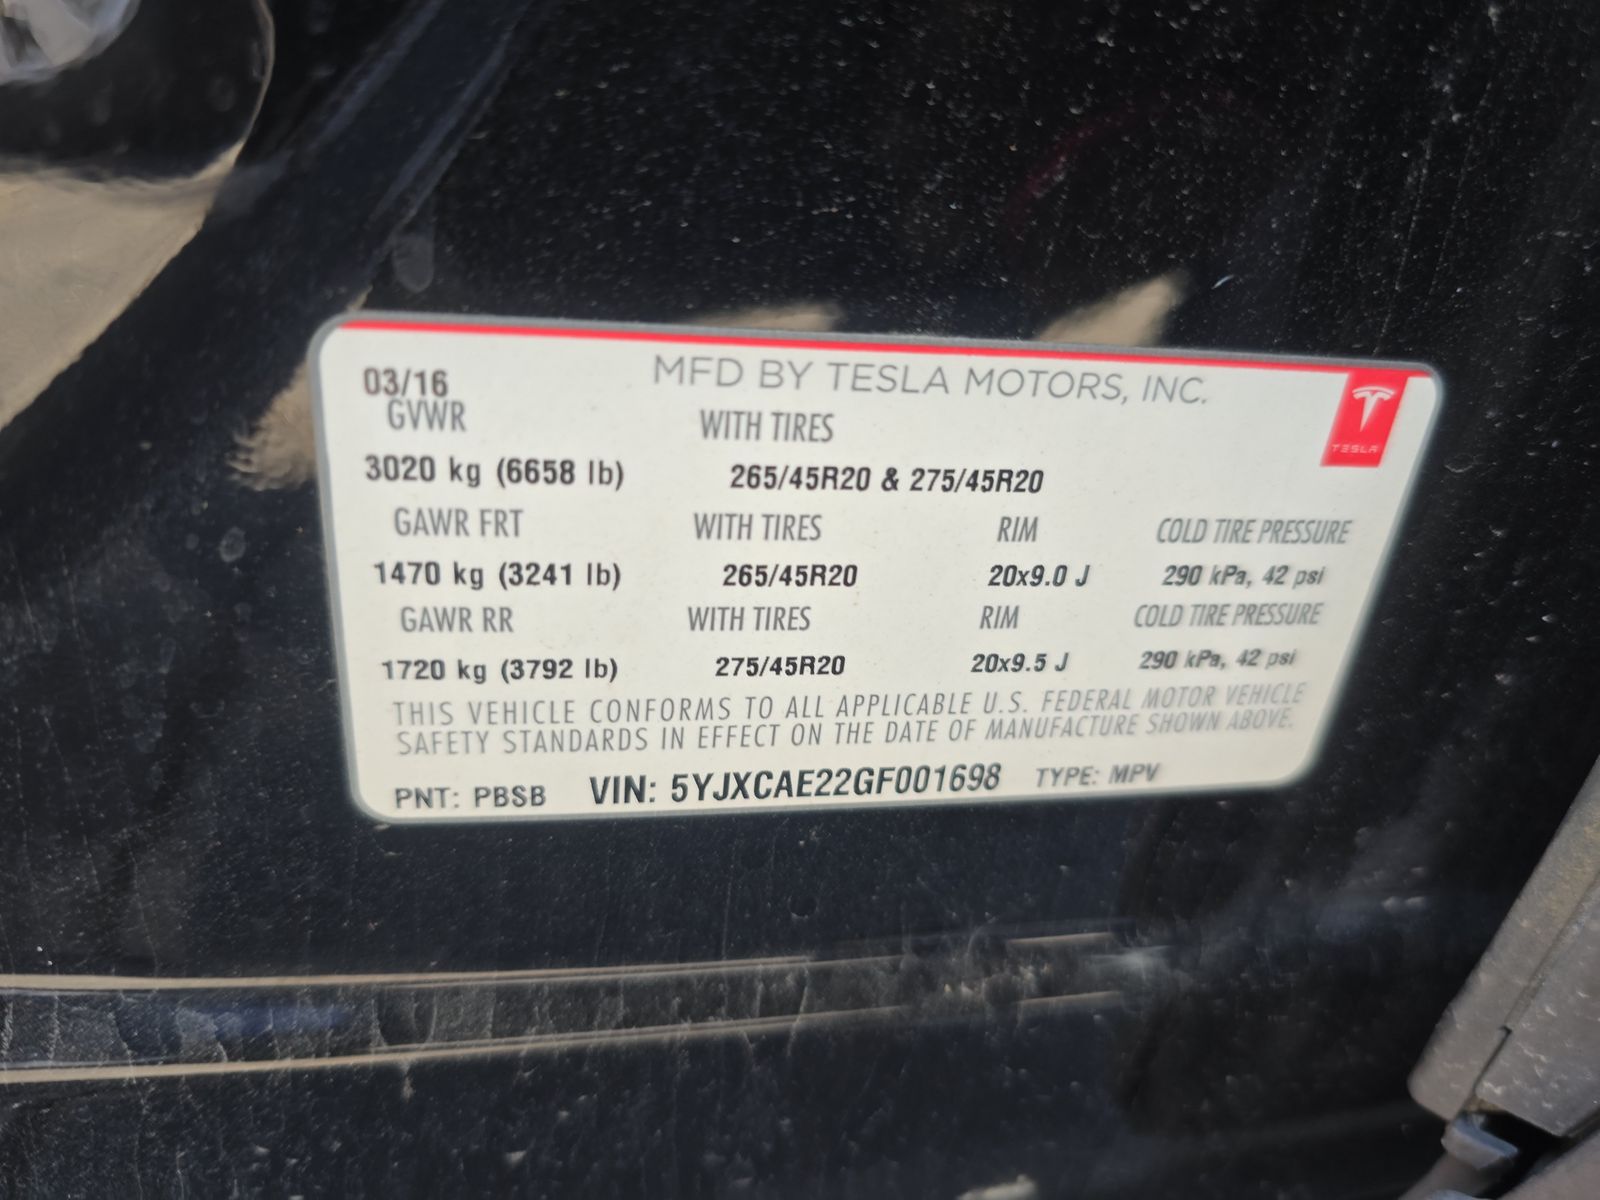 MFD BY TESLA MOTORS, INC.
03/16
TESLA
GVWR WITH TIRES
3020 kg (6658 lb) 265/45R20 & 275/45R20
GAWR FRT WITH TIRES RIM COLD TIRE PRESSURE
1470 kg (3241 lb) 265/45R20 20x9.0 J 290 kPa, 42 psi
GAWR RR WITH TIRES RIM COLD TIRE PRESSURE
1720 kg (3792 lb) 275/45R20 20x9.5 J 290 kPa, 42 psi
THIS VEHICLE CONFORMS TO ALL APPLICABLE U.S. FEDERAL MOTOR VEHICLE
SAFETY STANDARDS IN EFFECT ON THE DATE OF MANUFACTURE SHOWN ABOVE.
PNT: PBSB VIN: 5YJXCAE22GF001698 TYPE: MPV